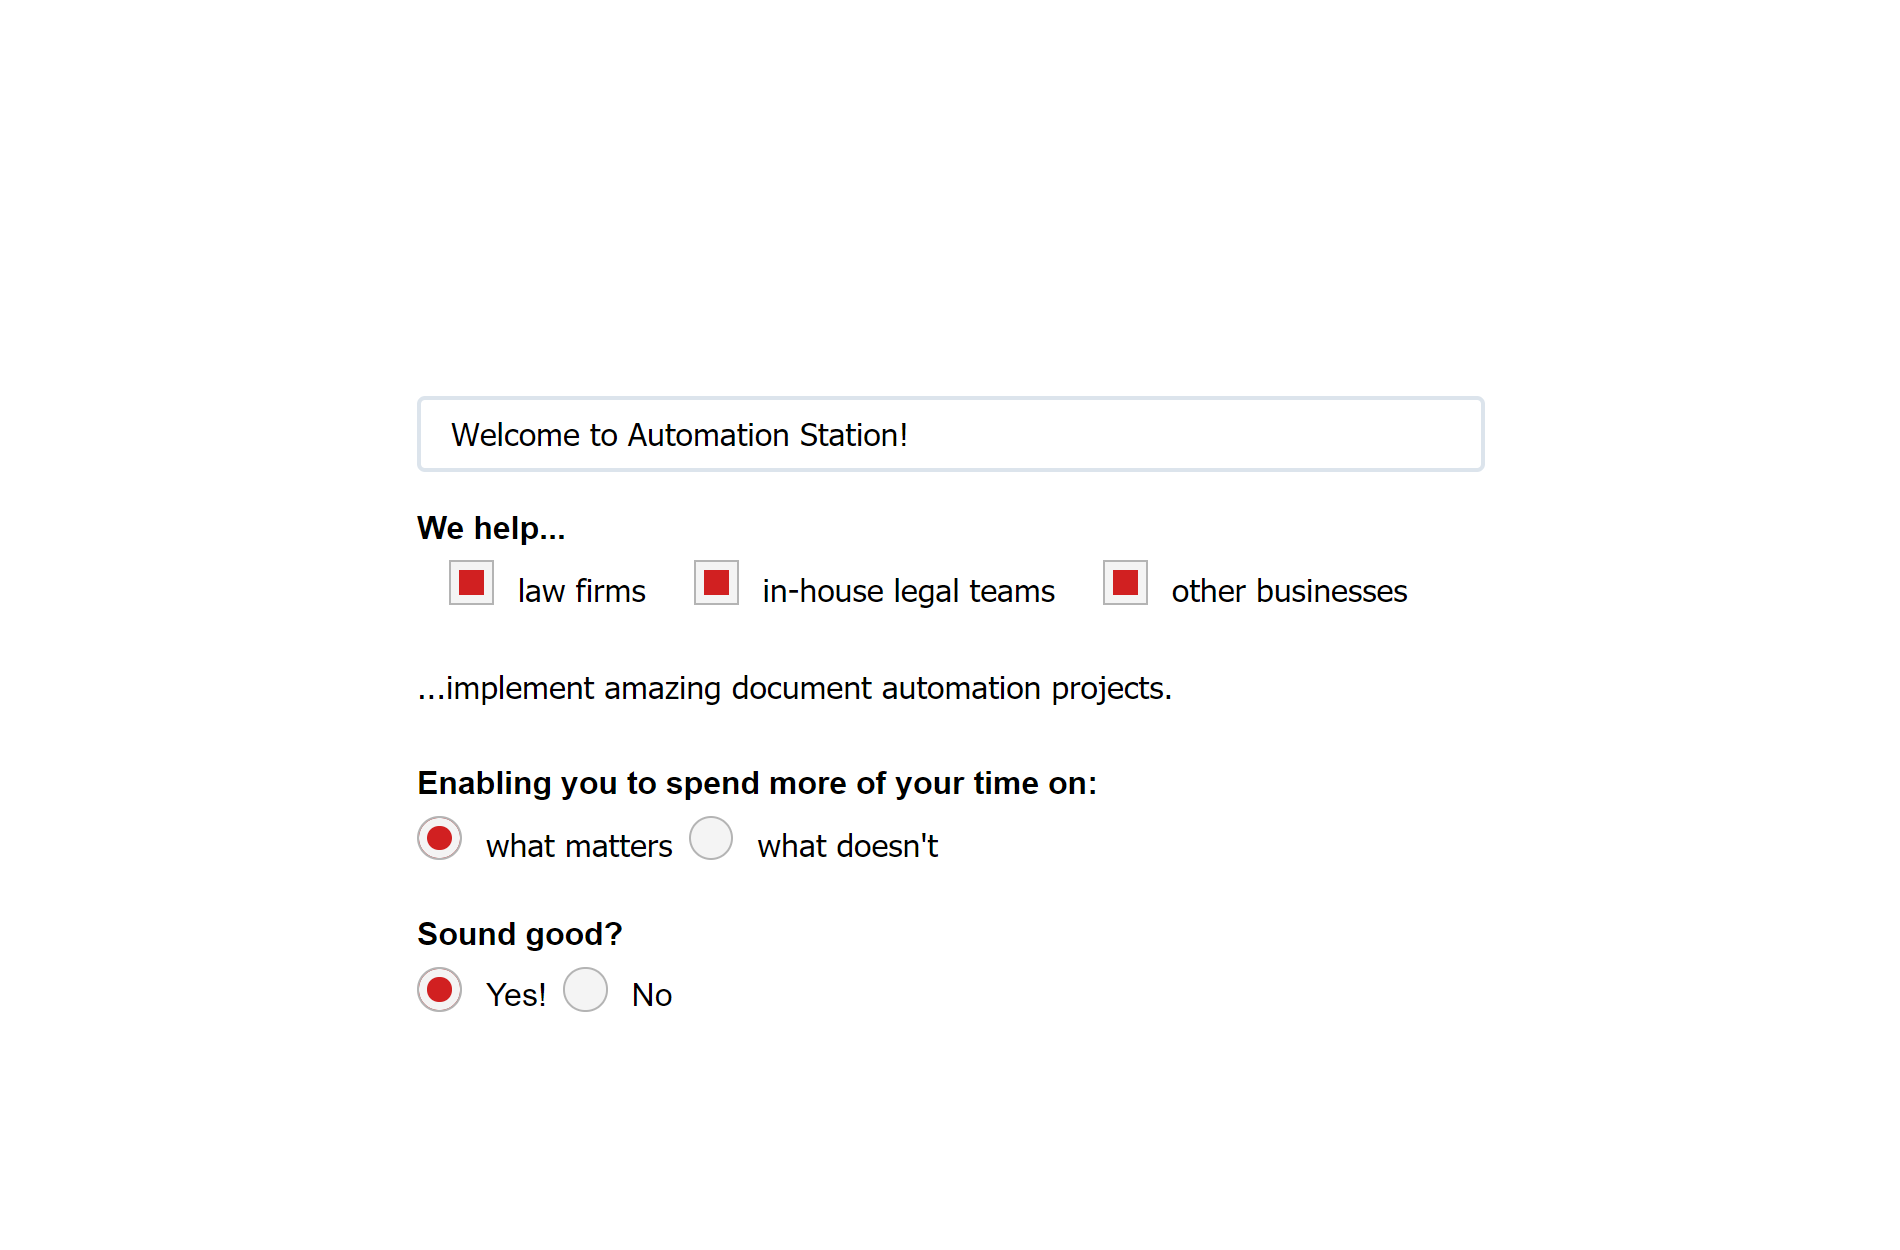 Welcome to Automation Station!
We help...
law firms in-house legal teams other businesses
...implement amazing document automation projects.
Enabling you to spend more of your time on:
what matters what doesn't
Sound good?
Yes! No